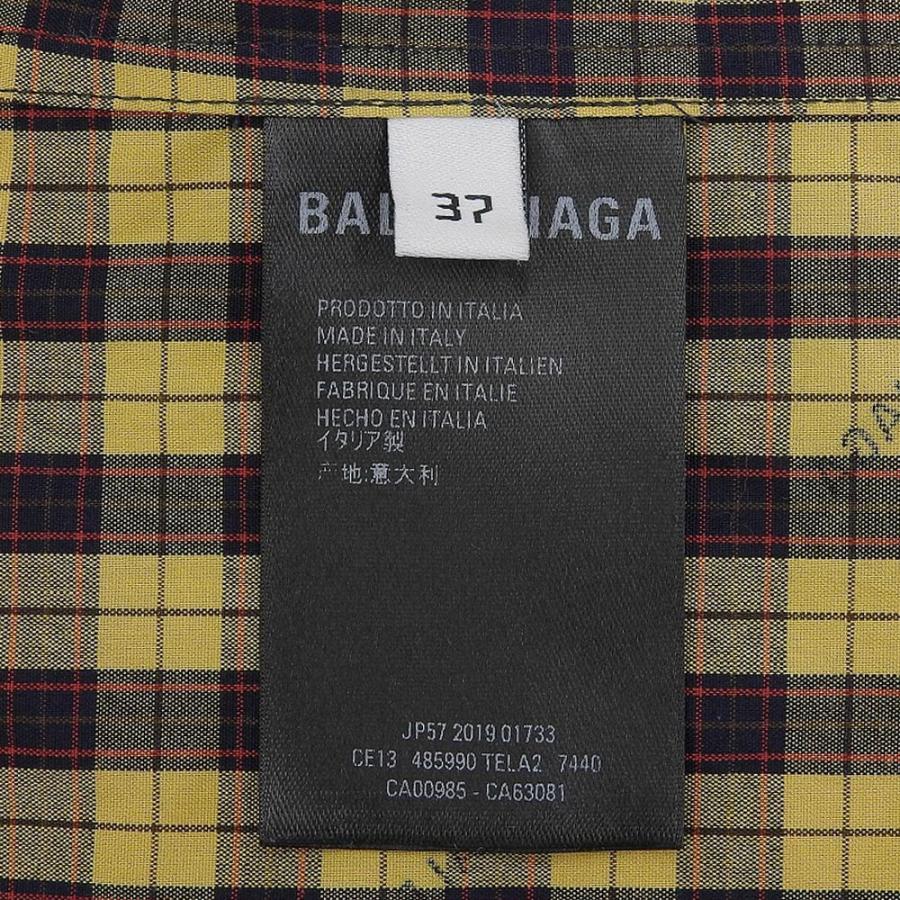 37
BAL NIAGA
PRODOTTO IN ITALIA
MADE IN ITALY
HERGESTELLT IN ITALIEN
FABRIQUE EN ITALIE
HECHO EN ITALIA
イタリア製
产地:意大利
JP57 2019 01733
CE13 485990 TELA2 7440
CA00985 - CA63081